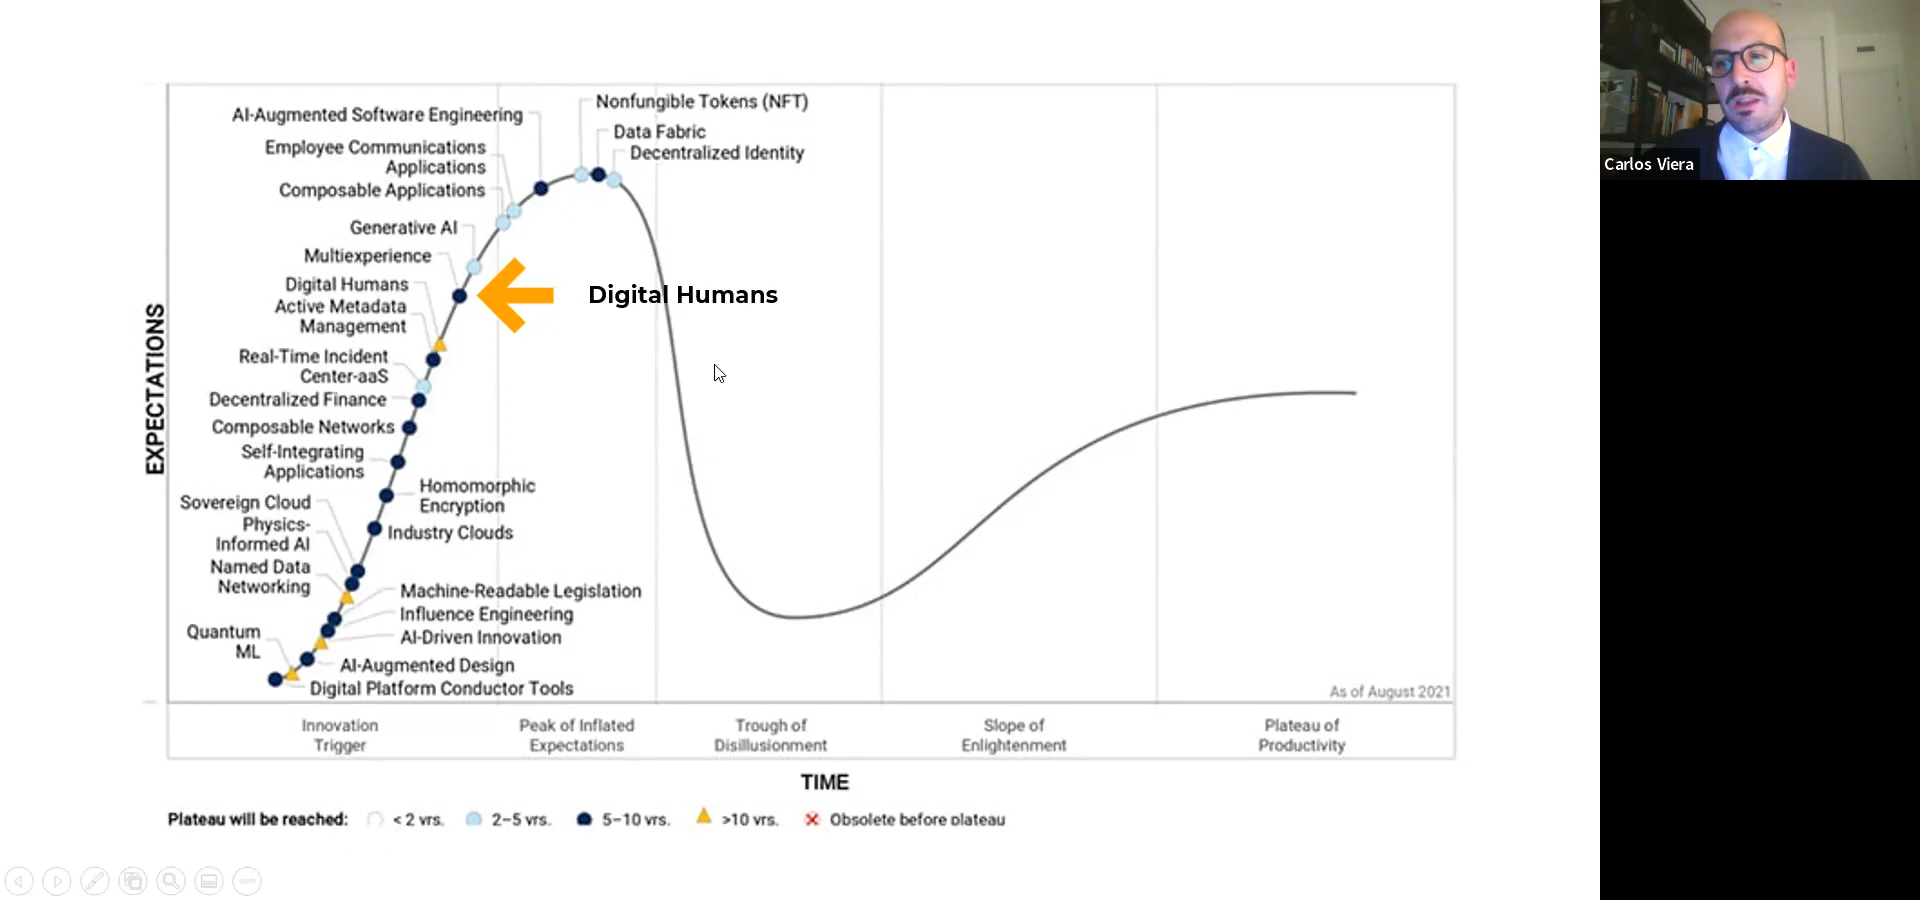 AI-Augmented Software Engineering
Nonfungible Tokens (NFT)
Data Fabric
Decentralized Identity
Employee Communications
Applications
Composable Applications
Generative AI
Multiexperience
Digital Humans
Active Metadata
Management
Real-Time Incident
Center-aaS
Decentralized Finance
Composable Networks
Self-Integrating
Applications
Homomorphic
Encryption
Sovereign Cloud
Industry Clouds
Physics-
Informed AI
Named Data
Networking
Machine-Readable Legislation
Influence Engineering
AI-Driven Innovation
Quantum
ML
AI-Augmented Design
Digital Platform Conductor Tools
Digital Humans
EXPECTATIONS
As of August 2021
Innovation
Trigger
Peak of Inflated
Expectations
Trough of
Disillusionment
Slope of
Enlightenment
Plateau of
Productivity
TIME
Plateau will be reached: < 2 yrs. 2–5 yrs. 5–10 yrs. >10 yrs. Obsolete before plateau
Carlos Viera